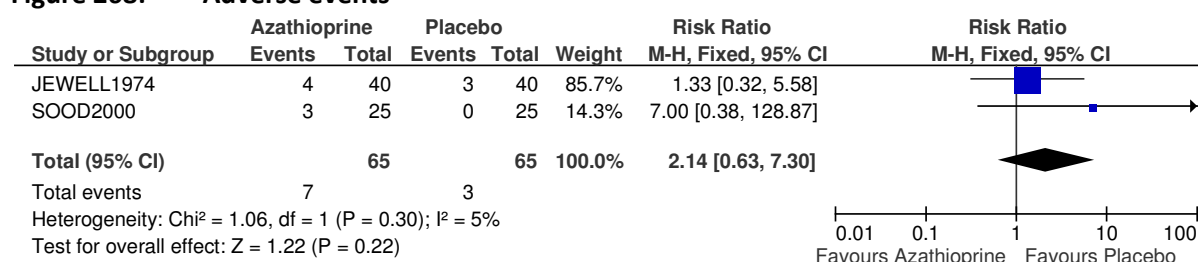 Figure 268: Adverse events
Azathioprine Placebo Risk Ratio Risk Ratio
Study or Subgroup Events Total Events Total Weight M-H, Fixed, 95% CI M-H, Fixed, 95% CI
JEWELL1974 4 40 3 40 85.7% 1.33 [0.32, 5.58]
SOOD2000 3 25 0 25 14.3% 7.00 [0.38, 128.87]
Total (95% CI) 65 65 100.0% 2.14 [0.63, 7.30]
Total events 7 3
Heterogeneity: Chi² = 1.06, df = 1 (P = 0.30); I² = 5%
Test for overall effect: Z = 1.22 (P = 0.22)
0.01 0.1 1 10 100
Favours Azathioprine Favours Placebo